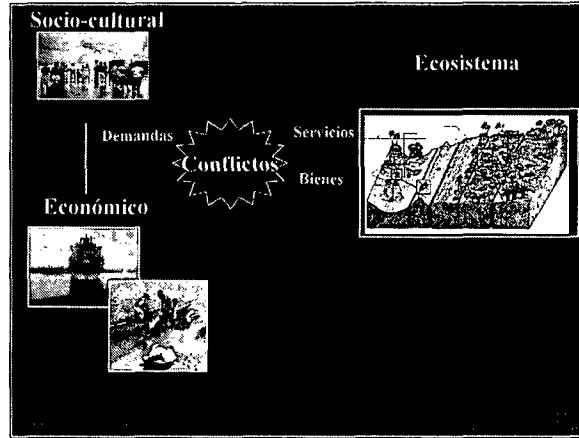 Socio-cultural
Ecosistema
Demandas
Servicios
Conflictos
Bienes
Económico